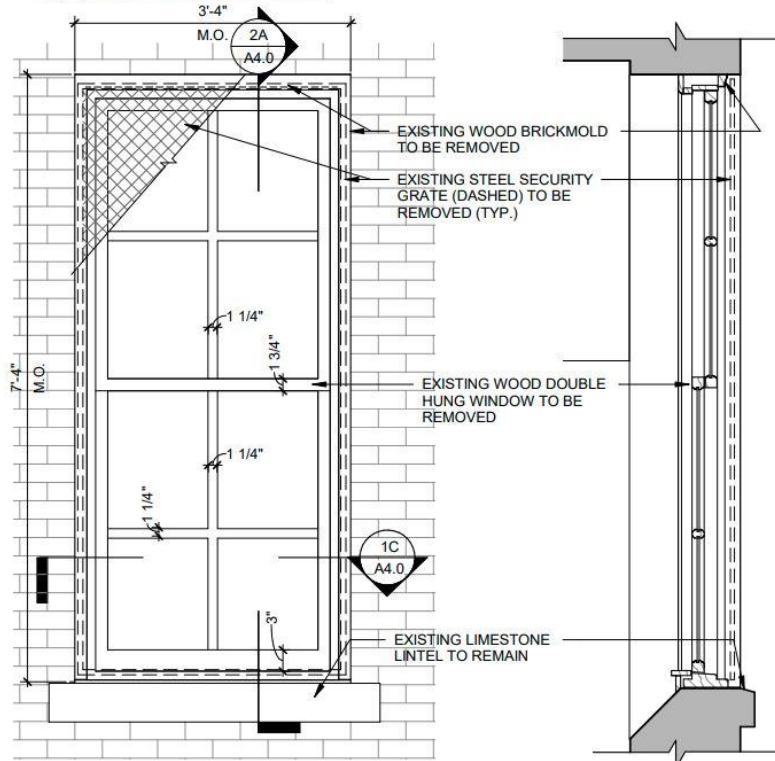 3'-4"
M.O.
2A
A4.0
EXISTING WOOD BRICKMOLD
TO BE REMOVED
EXISTING STEEL SECURITY
GRATE (DASHED) TO BE
REMOVED (TYP.)
1 1/4"
1 3/4"
7'-4"
M.O.
EXISTING WOOD DOUBLE
HUNG WINDOW TO BE
REMOVED
1 1/4"
1 1/4"
1C
A4.0
3"
EXISTING LIMESTONE
LINTEL TO REMAIN